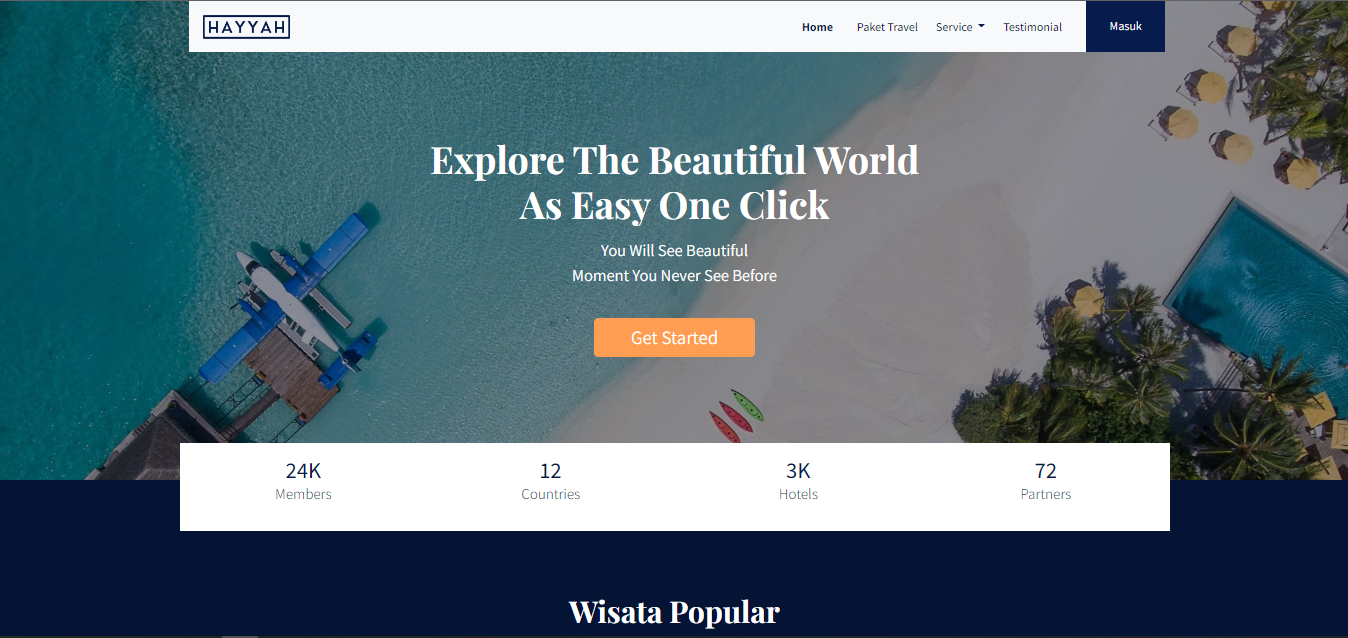 HAYYAH
Home Paket Travel Service Testimonial Masuk
Explore The Beautiful World
As Easy One Click
You Will See Beautiful
Moment You Never See Before
Get Started
24K 12 3K 72
Members Countries Hotels Partners
Wisata Popular